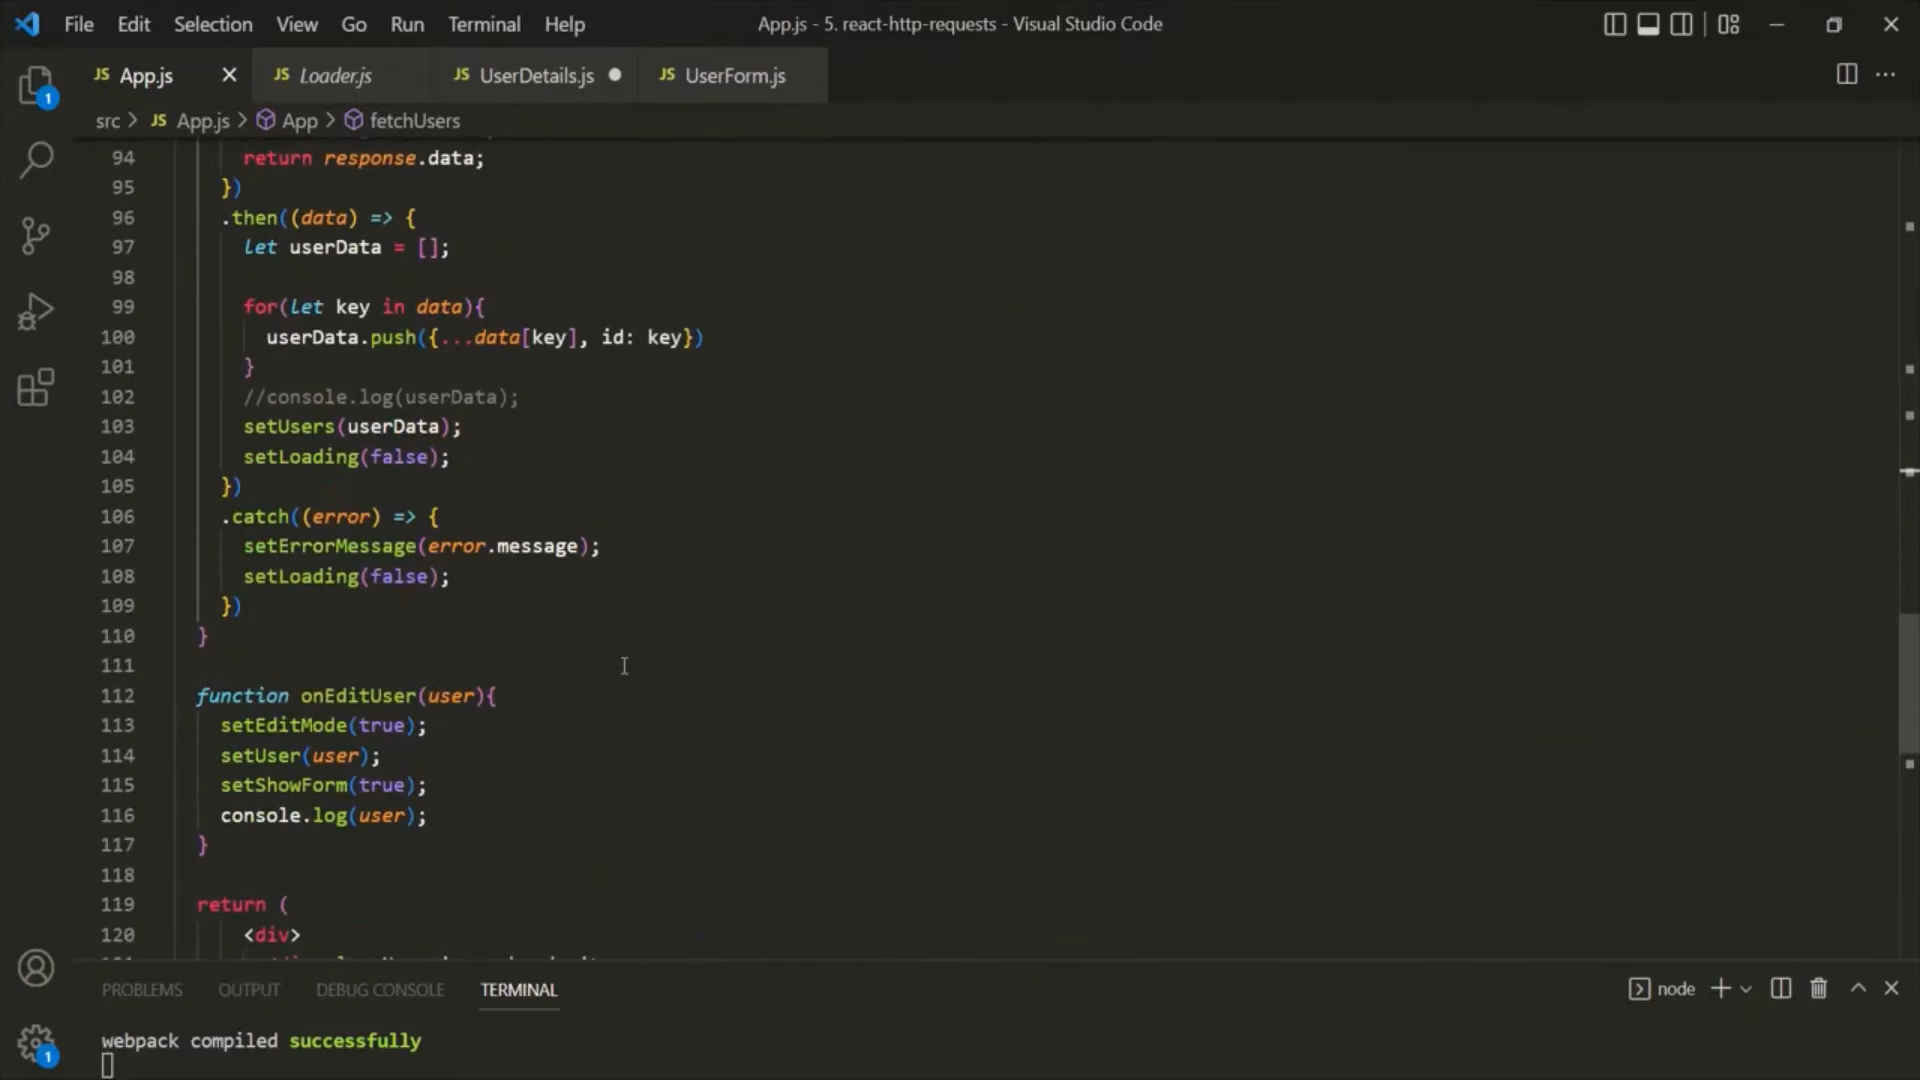 File Edit Selection View Go Run Terminal Help App.js - 5. react-http-requests - Visual Studio Code
JS App.js JS Loader.js JS UserDetails.js JS UserForm.js
1
src > JS App.js > App > fetchUsers
94 return response.data;
95 })
96 .then((data) => {
97 let userData = [];
98
99 for(let key in data){
100 userData.push({...data[key], id: key})
101 }
102 //console.log(userData);
103 setUsers(userData);
104 setLoading(false);
105 })
106 .catch((error) => {
107 setErrorMessage(error.message);
108 setLoading(false);
109 })
110 }
111
112 function onEditUser(user){
113 setEditMode(true);
114 setUser(user);
115 setShowForm(true);
116 console.log(user);
117 }
118
119 return (
120 <div>
PROBLEMS OUTPUT DEBUG CONSOLE TERMINAL node
webpack compiled successfully
1